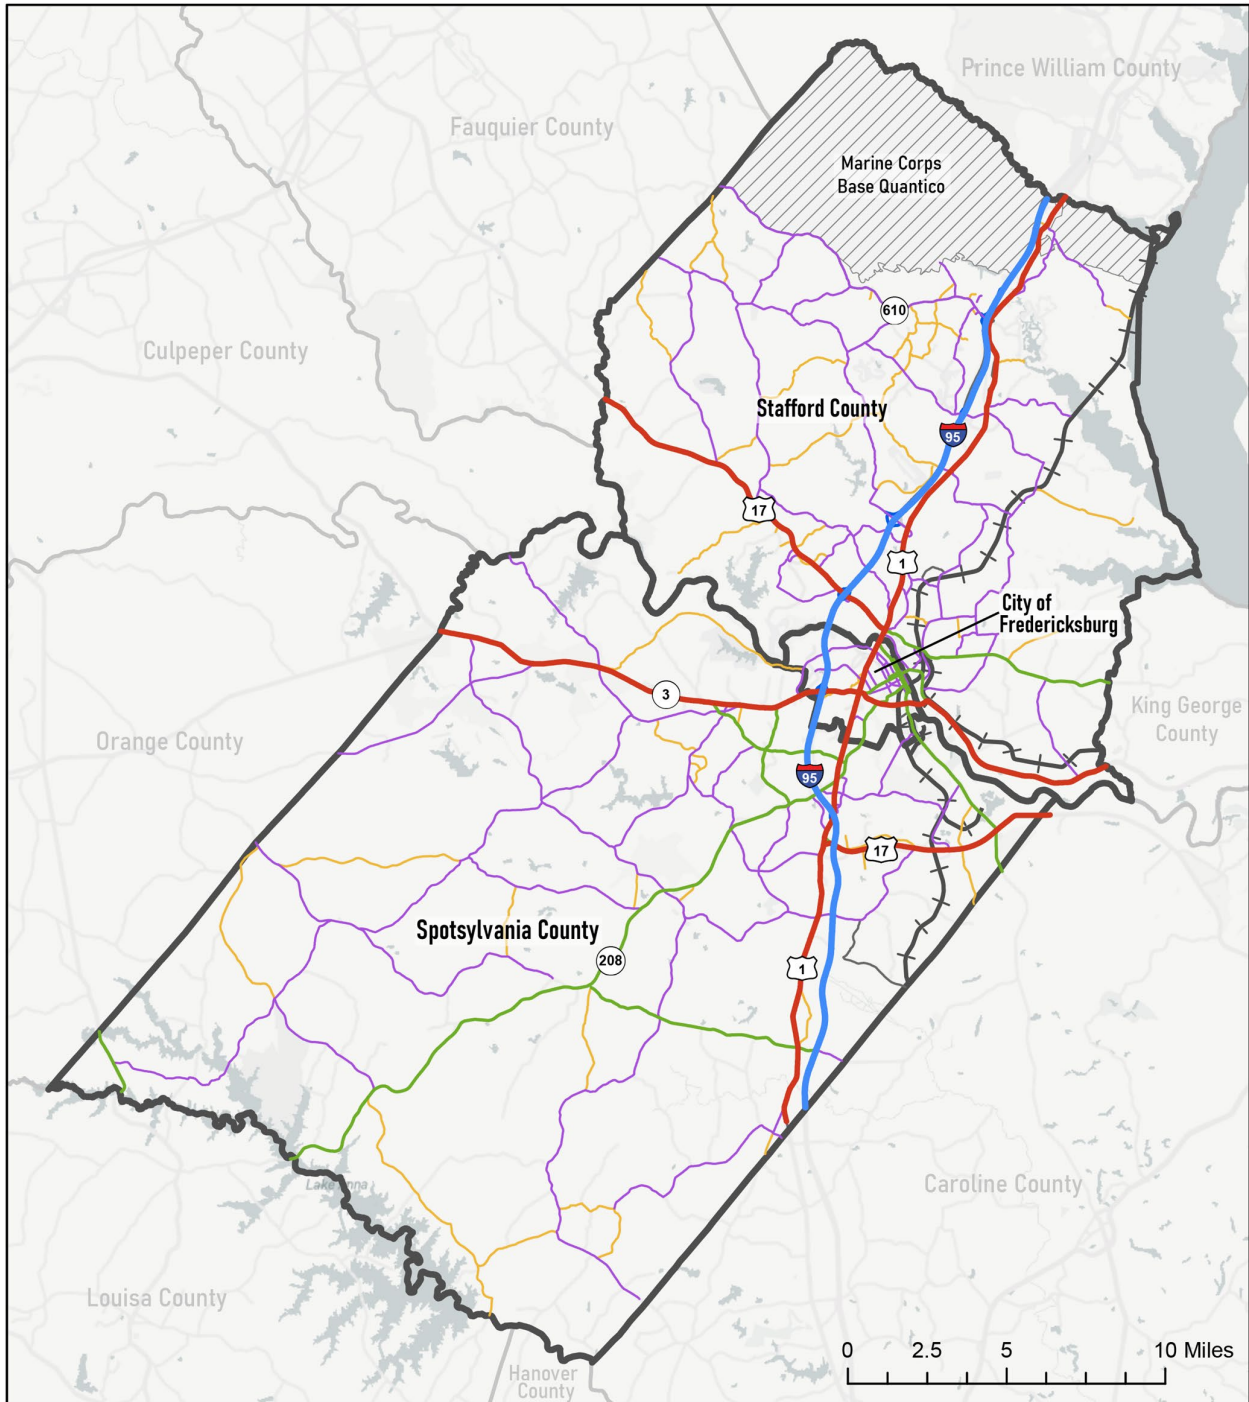 Prince William County
Fauquier County
Marine Corps
Base Quantico
610
Culpeper County
Stafford County
95
17
1
City of
Fredericksburg
3
King George
County
Orange County
95
17
Spotsylvania County
208
1
Lake Anna
Caroline County
Louisa County
Hanover
County
0 2.5 5 10 Miles